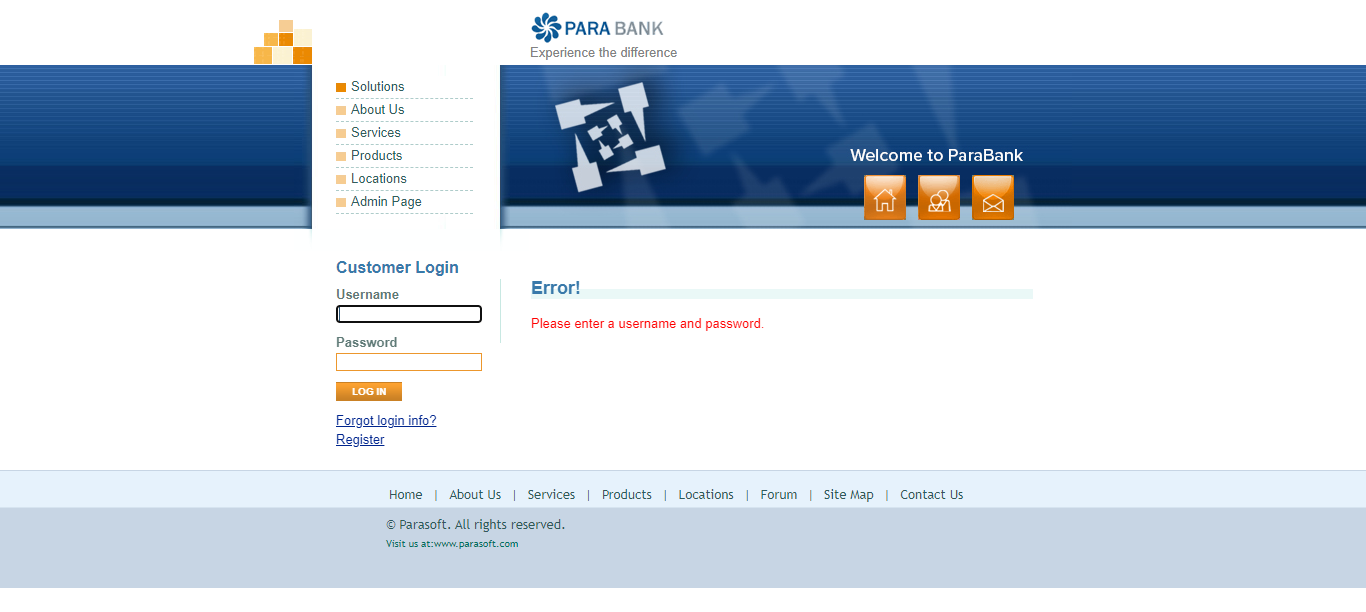 PARA BANK
Experience the difference
Solutions
About Us
Services
Products
Locations
Admin Page
Welcome to ParaBank
Customer Login
Username
Password
LOG IN
Forgot login info?
Register
Error!
Please enter a username and password.
Home | About Us | Services | Products | Locations | Forum | Site Map | Contact Us
© Parasoft. All rights reserved.
Visit us at:www.parasoft.com